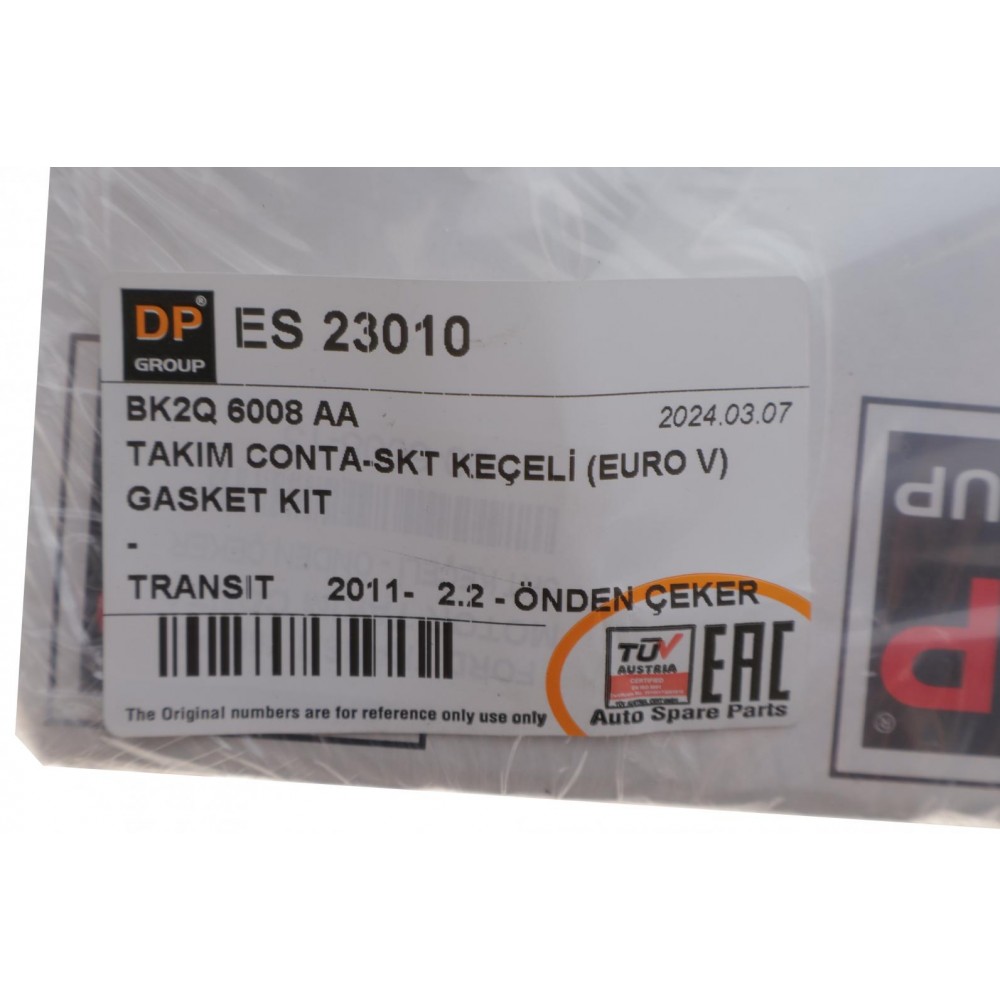 DP®
GROUP
ES 23010
BK2Q 6008 AA
2024.03.07
TAKIM CONTA-SKT KEÇELİ (EURO V)
GASKET KIT
-
TRANSIT 2011- 2.2 - ÖNDEN ÇEKER
TÜV
AUSTRIA
CERTIFIED
EAC
Auto Spare Parts
The Original numbers are for reference only use only
UP
P
®